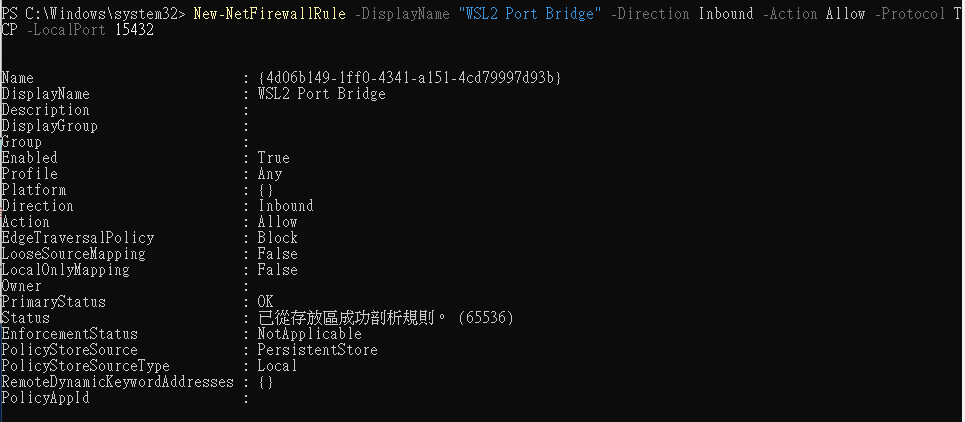 PS C:\Windows\system32> New-NetFirewallRule -DisplayName "WSL2 Port Bridge" -Direction Inbound -Action Allow -Protocol T
CP -LocalPort 15432
Name                          : {4d06b149-1ff0-4341-a151-4cd79997d93b}
DisplayName                   : WSL2 Port Bridge
Description                   :
DisplayGroup                  :
Group                         :
Enabled                       : True
Profile                       : Any
Platform                      : {}
Direction                     : Inbound
Action                        : Allow
EdgeTraversalPolicy           : Block
LooseSourceMapping            : False
LocalOnlyMapping              : False
Owner                         :
PrimaryStatus                 : OK
Status                        : 已從存放區成功剖析規則。 (65536)
EnforcementStatus             : NotApplicable
PolicyStoreSource             : PersistentStore
PolicyStoreSourceType         : Local
RemoteDynamicKeywordAddresses : {}
PolicyAppId                   :